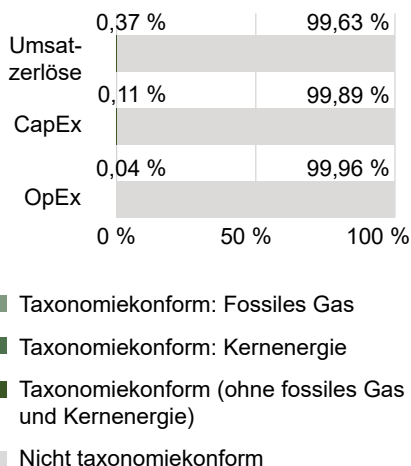 0,37 % 99,63 %
Umsat-
zerlöse
0,11 % 99,89 %
CapEx
0,04 % 99,96 %
OpEx
0 % 50 % 100 %
Taxonomiekonform: Fossiles Gas
Taxonomiekonform: Kernenergie
Taxonomiekonform (ohne fossiles Gas
und Kernenergie)
Nicht taxonomiekonform